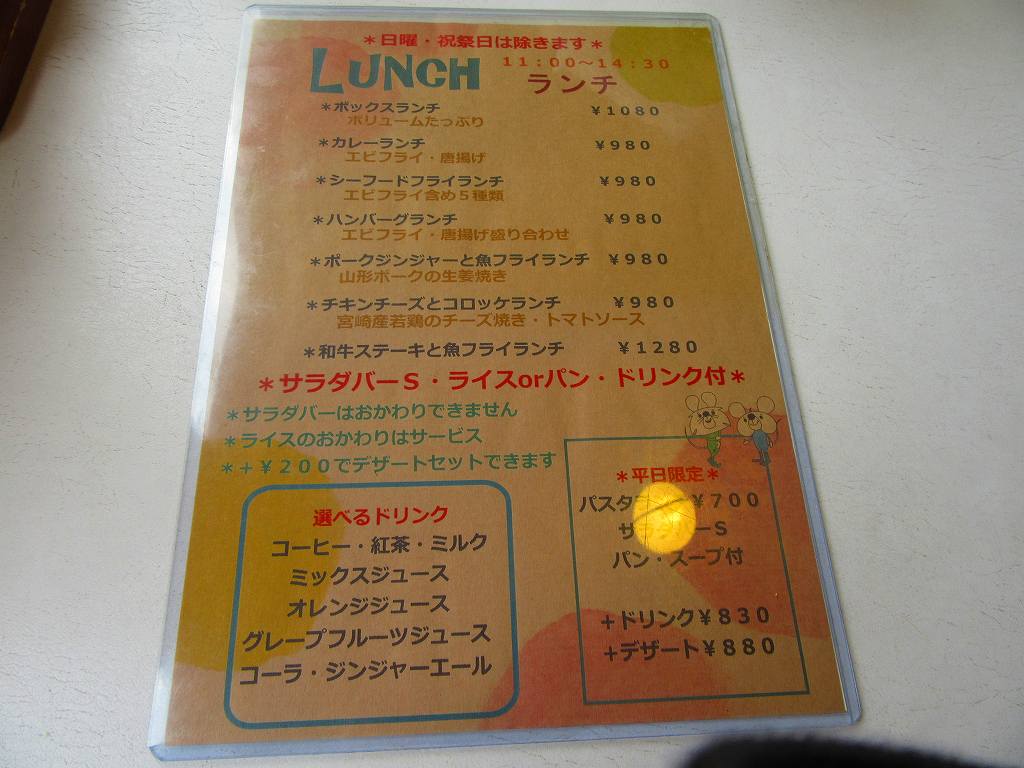 ＊日曜・祝祭日は除きます＊
LUNCH
11：00～14：30
ランチ
＊ボックスランチ ￥1080
ボリュームたっぷり
＊カレーランチ ￥980
エビフライ・唐揚げ
＊シーフードフライランチ ￥980
エビフライ含め５種類
＊ハンバーグランチ ￥980
エビフライ・唐揚げ盛り合わせ
＊ポークジンジャーと魚フライランチ ￥980
山形ポークの生姜焼き
＊チキンチーズとコロッケランチ ￥980
宮崎産若鶏のチーズ焼き・トマトソース
＊和牛ステーキと魚フライランチ ￥1280
＊サラダバーＳ・ライスorパン・ドリンク付＊
＊サラダバーはおかわりできません
＊ライスのおかわりはサービス
＊＋￥２００でデザートセットできます
選べるドリンク
コーヒー・紅茶・ミルク
ミックスジュース
オレンジジュース
グレープフルーツジュース
コーラ・ジンジャーエール
＊平日限定＊
パスタ ￥７００
サ ーＳ
パン・スープ付
＋ドリンク￥８３０
＋デザート￥８８０